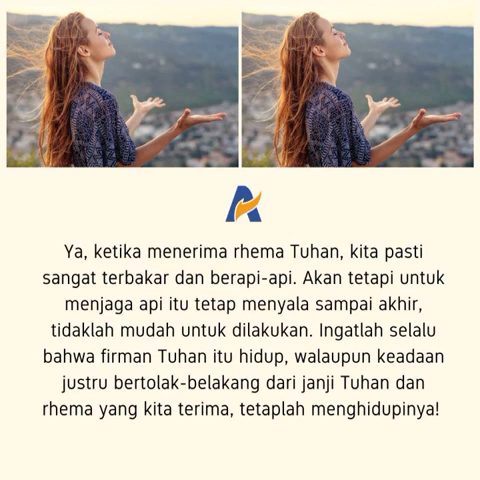 Ya, ketika menerima rhema Tuhan, kita pasti
sangat terbakar dan berapi-api. Akan tetapi untuk
menjaga api itu tetap menyala sampai akhir,
tidaklah mudah untuk dilakukan. Ingatlah selalu
bahwa firman Tuhan itu hidup, walaupun keadaan
justru bertolak-belakang dari janji Tuhan dan
rhema yang kita terima, tetaplah menghidupinya!